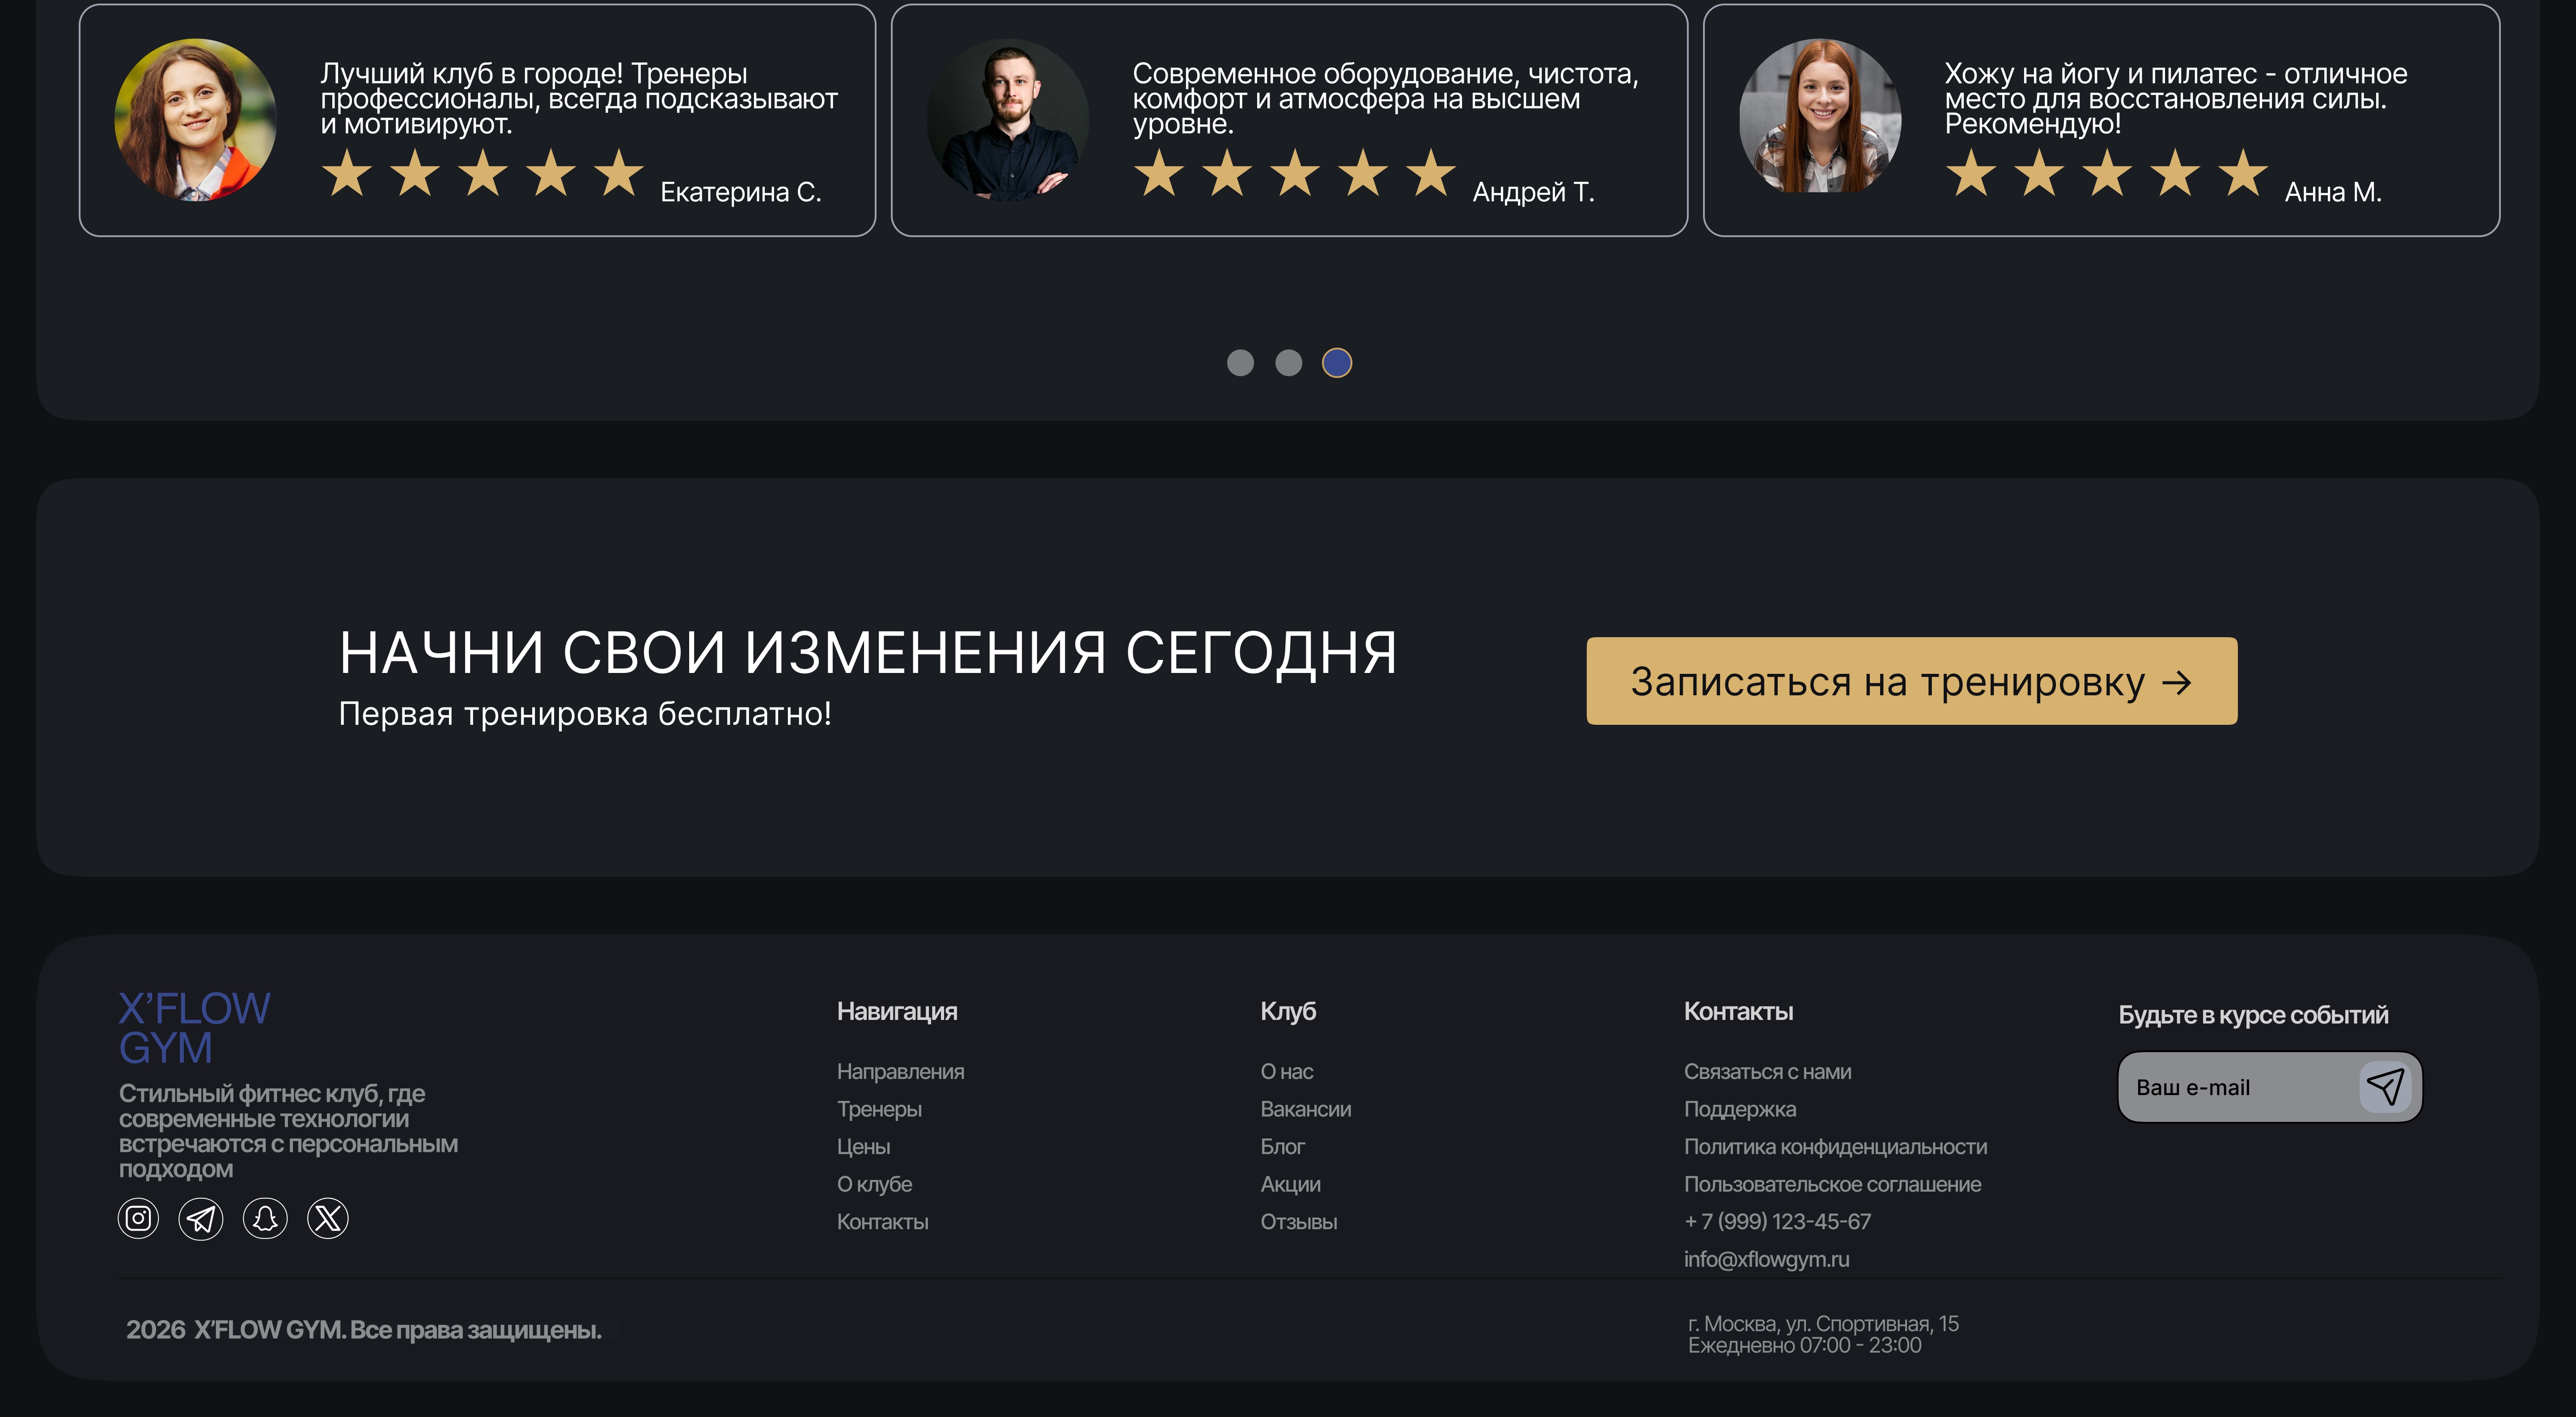 Лучший клуб в городе! Тренеры
профессионалы, всегда подсказывают
и мотивируют.
Екатерина С.
Современное оборудование, чистота,
комфорт и атмосфера на высшем
уровне.
Андрей Т.
Хожу на йогу и пилатес - отличное
место для восстановления силы.
Рекомендую!
Анна М.
НАЧНИ СВОИ ИЗМЕНЕНИЯ СЕГОДНЯ
Первая тренировка бесплатно!
Записаться на тренировку →
X’FLOW
GYM
Стильный фитнес клуб, где
современные технологии
встречаются с персональным
подходом
Навигация
Направления
Тренеры
Цены
О клубе
Контакты
Клуб
О нас
Вакансии
Блог
Акции
Отзывы
Контакты
Связаться с нами
Поддержка
Политика конфиденциальности
Пользовательское соглашение
+ 7 (999) 123-45-67
info@xflowgym.ru
Будьте в курсе событий
Ваш e-mail
2026 X’FLOW GYM. Все права защищены.
г. Москва, ул. Спортивная, 15
Ежедневно 07:00 - 23:00